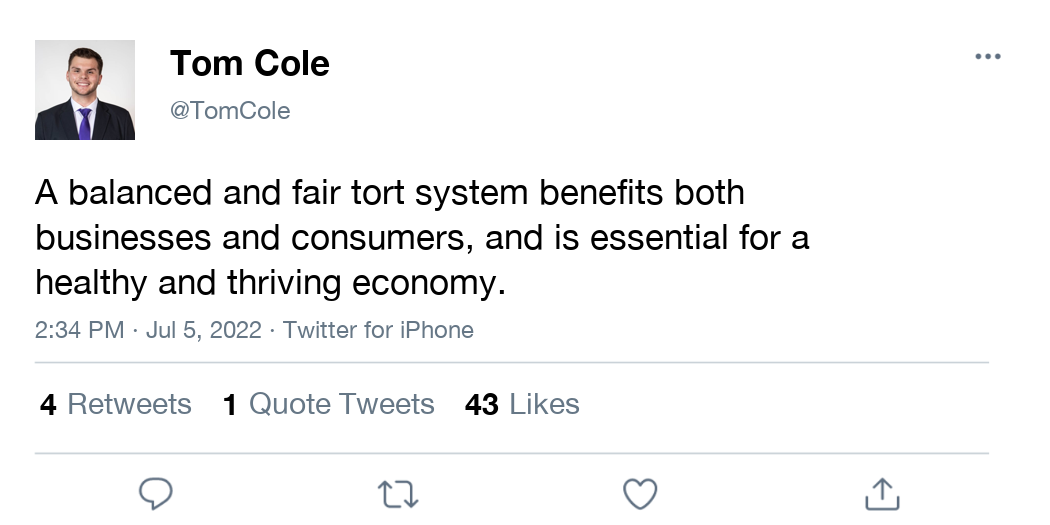 Tom Cole
@TomCole
A balanced and fair tort system benefits both
businesses and consumers, and is essential for a
healthy and thriving economy.
2:34 PM · Jul 5, 2022 · Twitter for iPhone
4 Retweets 1 Quote Tweets 43 Likes